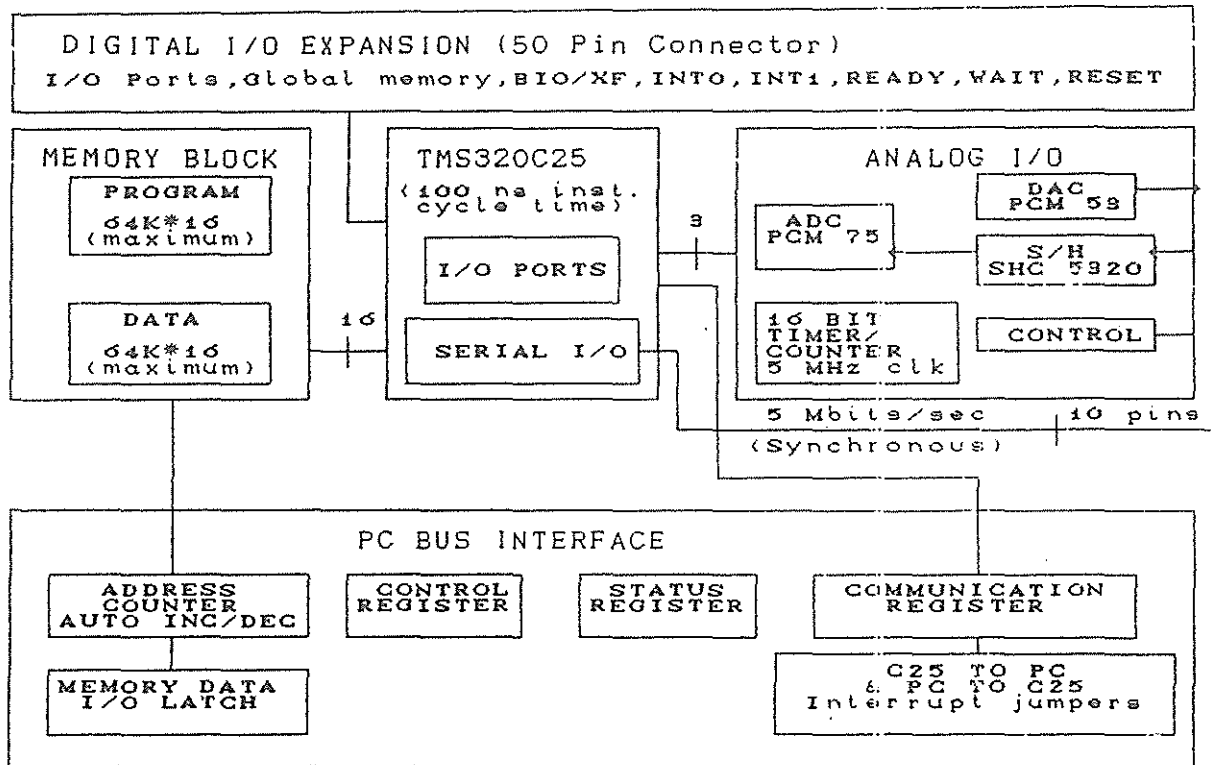 DIGITAL I/O EXPANSION (50 Pin Connector)
I/O Ports,Global memory,BIO/XF,INT0,INT1,READY,WAIT,RESET
MEMORY BLOCK
PROGRAM
64K*16
(maximum)
DATA
64K*16
(maximum)
16
TMS320C25
(100 ns inst.
cycle time)
I/O PORTS
SERIAL I/O
3
ANALOG I/O
ADC
PCM 75
DAC
PCM 53
S/H
SHC 5320
16 BIT
TIMER/
COUNTER
5 MHz clk
CONTROL
5 Mbits/sec
(Synchronous)
10 pins
PC BUS INTERFACE
ADDRESS
COUNTER
AUTO INC/DEC
CONTROL
REGISTER
STATUS
REGISTER
COMMUNICATION
REGISTER
MEMORY DATA
I/O LATCH
C25 TO PC
& PC TO C25
Interrupt jumpers